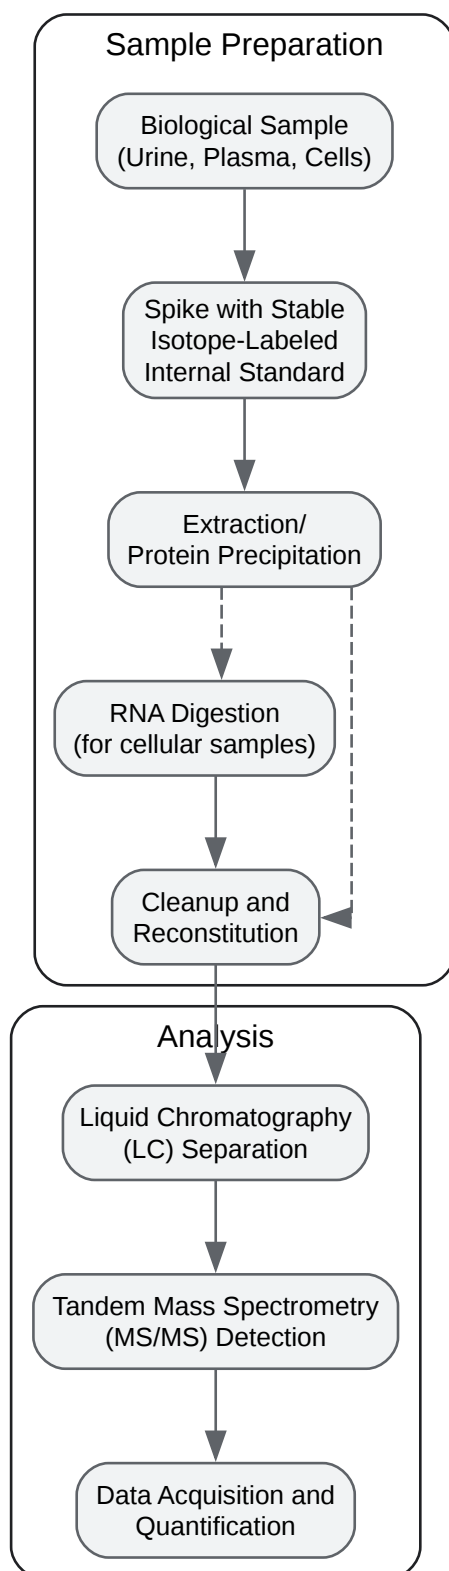 Sample Preparation
Biological Sample
(Urine, Plasma, Cells)
Spike with Stable
Isotope-Labeled
Internal Standard
Extraction/
Protein Precipitation
RNA Digestion
(for cellular samples)
Cleanup and
Reconstitution
Analysis
Liquid Chromatography
(LC) Separation
Tandem Mass Spectrometry
(MS/MS) Detection
Data Acquisition and
Quantification